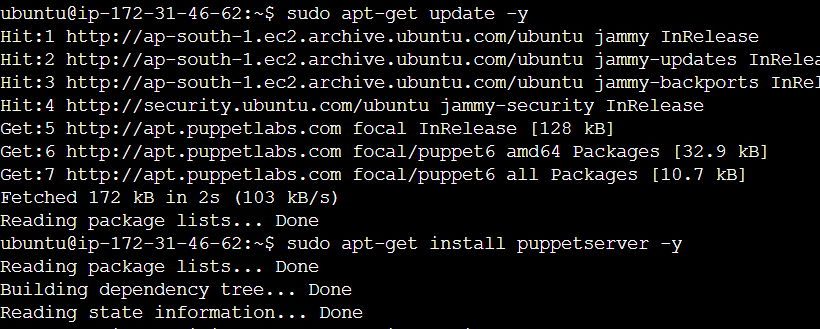 ubuntu@ip-172-31-46-62:~$ sudo apt-get update -y
Hit:1 http://ap-south-1.ec2.archive.ubuntu.com/ubuntu jammy InRelease
Hit:2 http://ap-south-1.ec2.archive.ubuntu.com/ubuntu jammy-updates InRelea
Hit:3 http://ap-south-1.ec2.archive.ubuntu.com/ubuntu jammy-backports InRel
Hit:4 http://security.ubuntu.com/ubuntu jammy-security InRelease
Get:5 http://apt.puppetlabs.com focal InRelease [128 kB]
Get:6 http://apt.puppetlabs.com focal/puppet6 amd64 Packages [32.9 kB]
Get:7 http://apt.puppetlabs.com focal/puppet6 all Packages [10.7 kB]
Fetched 172 kB in 2s (103 kB/s)
Reading package lists... Done
ubuntu@ip-172-31-46-62:~$ sudo apt-get install puppetserver -y
Reading package lists... Done
Building dependency tree... Done
Reading state information... Done